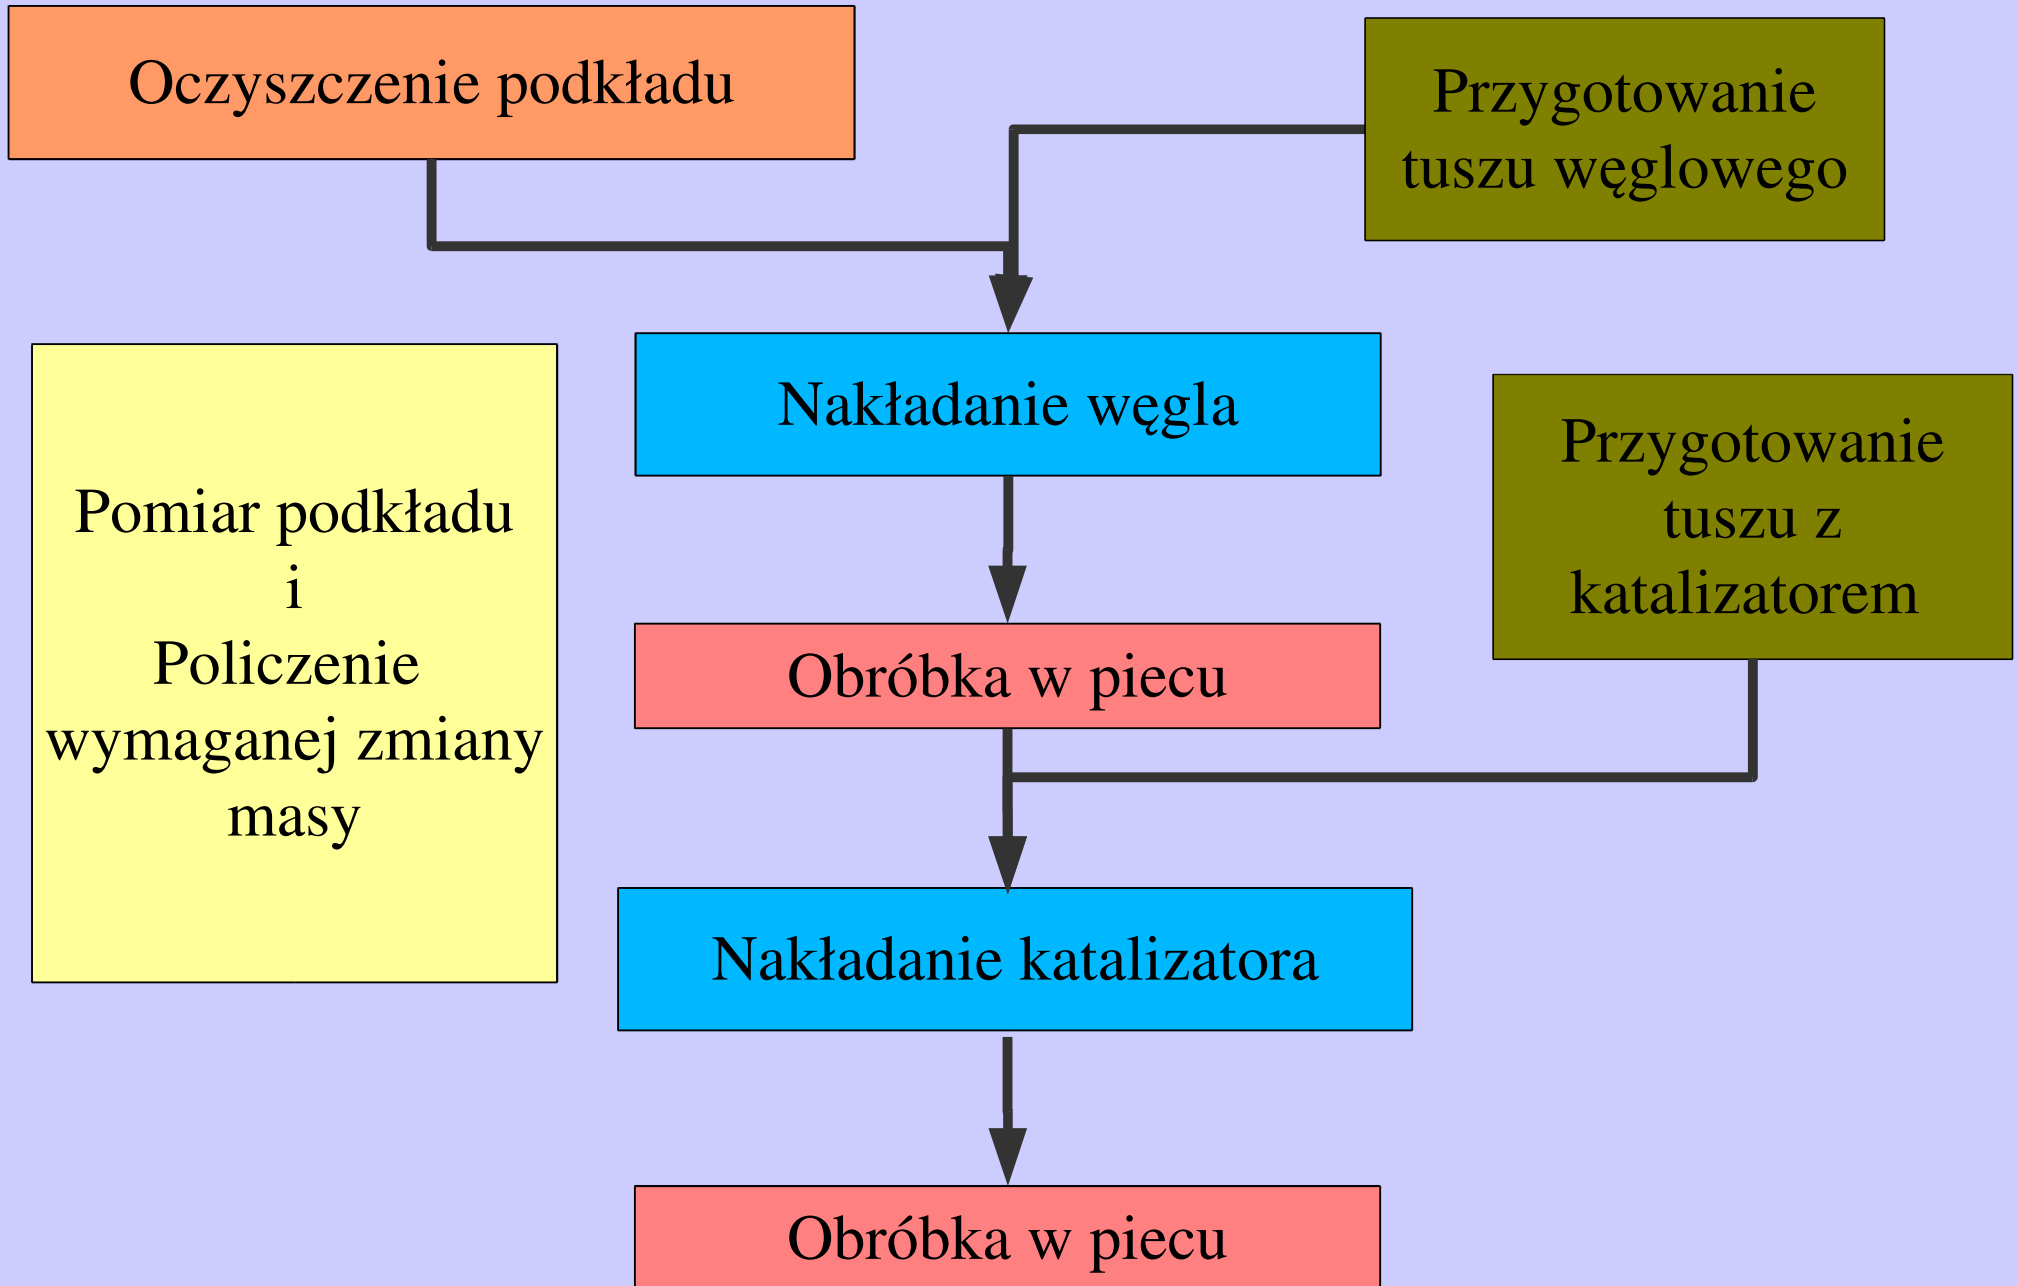 Oczyszczenie podkładu
Przygotowanie
tuszu węglowego
Nakładanie węgla
Pomiar podkładu
i
Policzenie
wymaganej zmiany
masy
Przygotowanie
tuszu z
katalizatorem
Obróbka w piecu
Nakładanie katalizatora
Obróbka w piecu